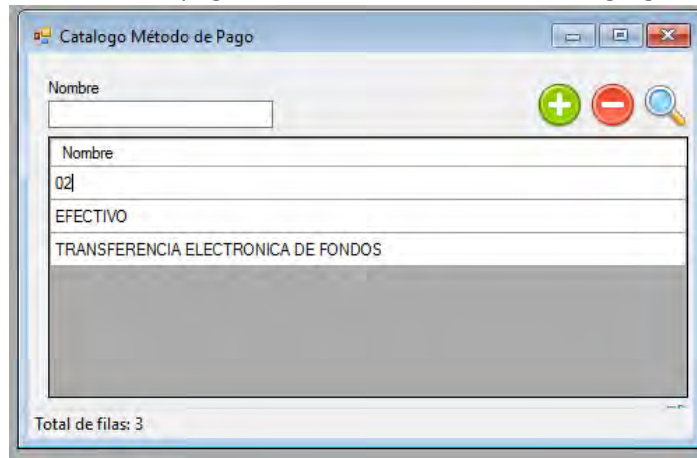 Catalogo Método de Pago
Nombre
Nombre
02
EFECTIVO
TRANSFERENCIA ELECTRONICA DE FONDOS
Total de filas: 3